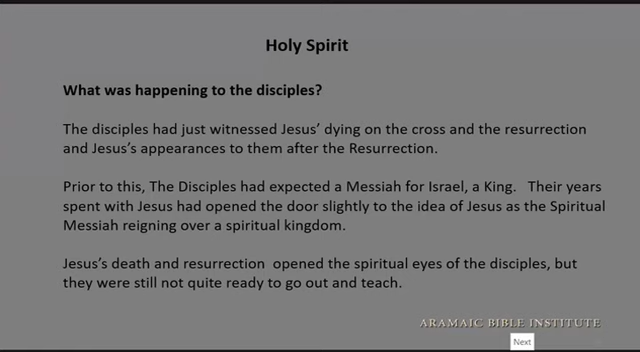 Holy Spirit
What was happening to the disciples?
The disciples had just witnessed Jesus’ dying on the cross and the resurrection
and Jesus’s appearances to them after the Resurrection.
Prior to this, The Disciples had expected a Messiah for Israel, a King. Their years
spent with Jesus had opened the door slightly to the idea of Jesus as the Spiritual
Messiah reigning over a spiritual kingdom.
Jesus’s death and resurrection opened the spiritual eyes of the disciples, but
they were still not quite ready to go out and teach.
ARAMAIC BIBLE INSTITUTE
Next